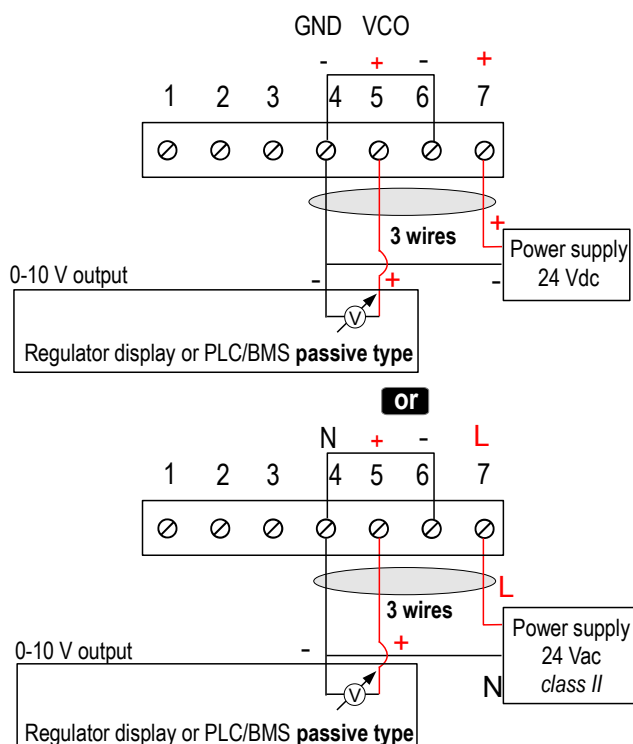 GND VCO
- + - +
1 2 3 4 5 6 7
3 wires
+
Power supply
24 Vdc
-
0-10 V output
- +
V
Regulator display or PLC/BMS passive type
or
N + - L
1 2 3 4 5 6 7
L
3 wires
Power supply
24 Vac
class II
N
- +
0-10 V output
V
Regulator display or PLC/BMS passive type